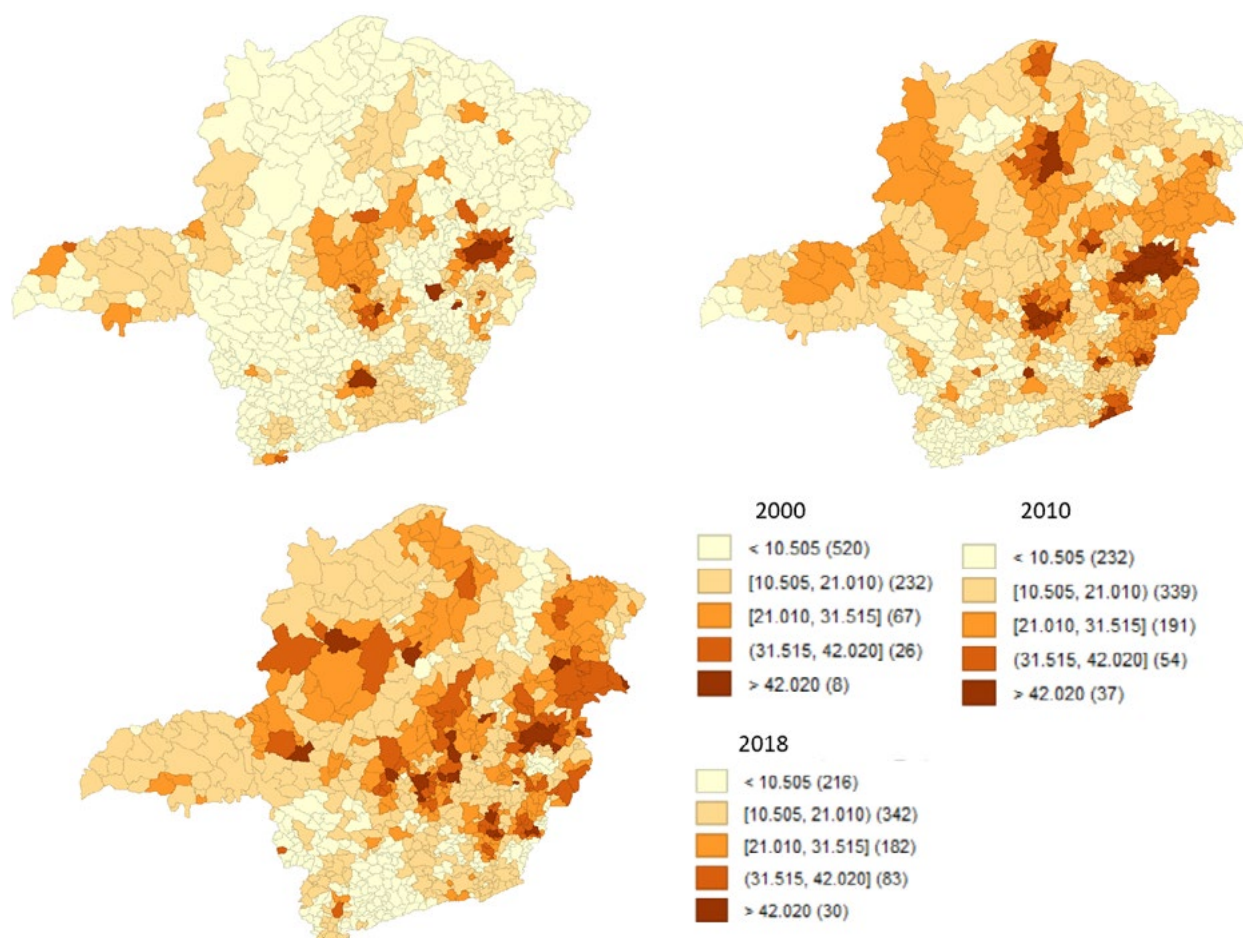 2000
< 10.505 (520)
[10.505, 21.010) (232)
[21.010, 31.515] (67)
(31.515, 42.020] (26)
> 42.020 (8)
2010
< 10.505 (232)
[10.505, 21.010) (339)
[21.010, 31.515] (191)
(31.515, 42.020] (54)
> 42.020 (37)
2018
< 10.505 (216)
[10.505, 21.010) (342)
[21.010, 31.515] (182)
(31.515, 42.020] (83)
> 42.020 (30)